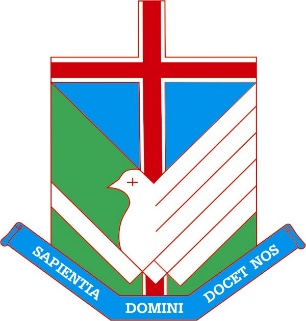 SAPIENTIA DOMINI DOCET NOS